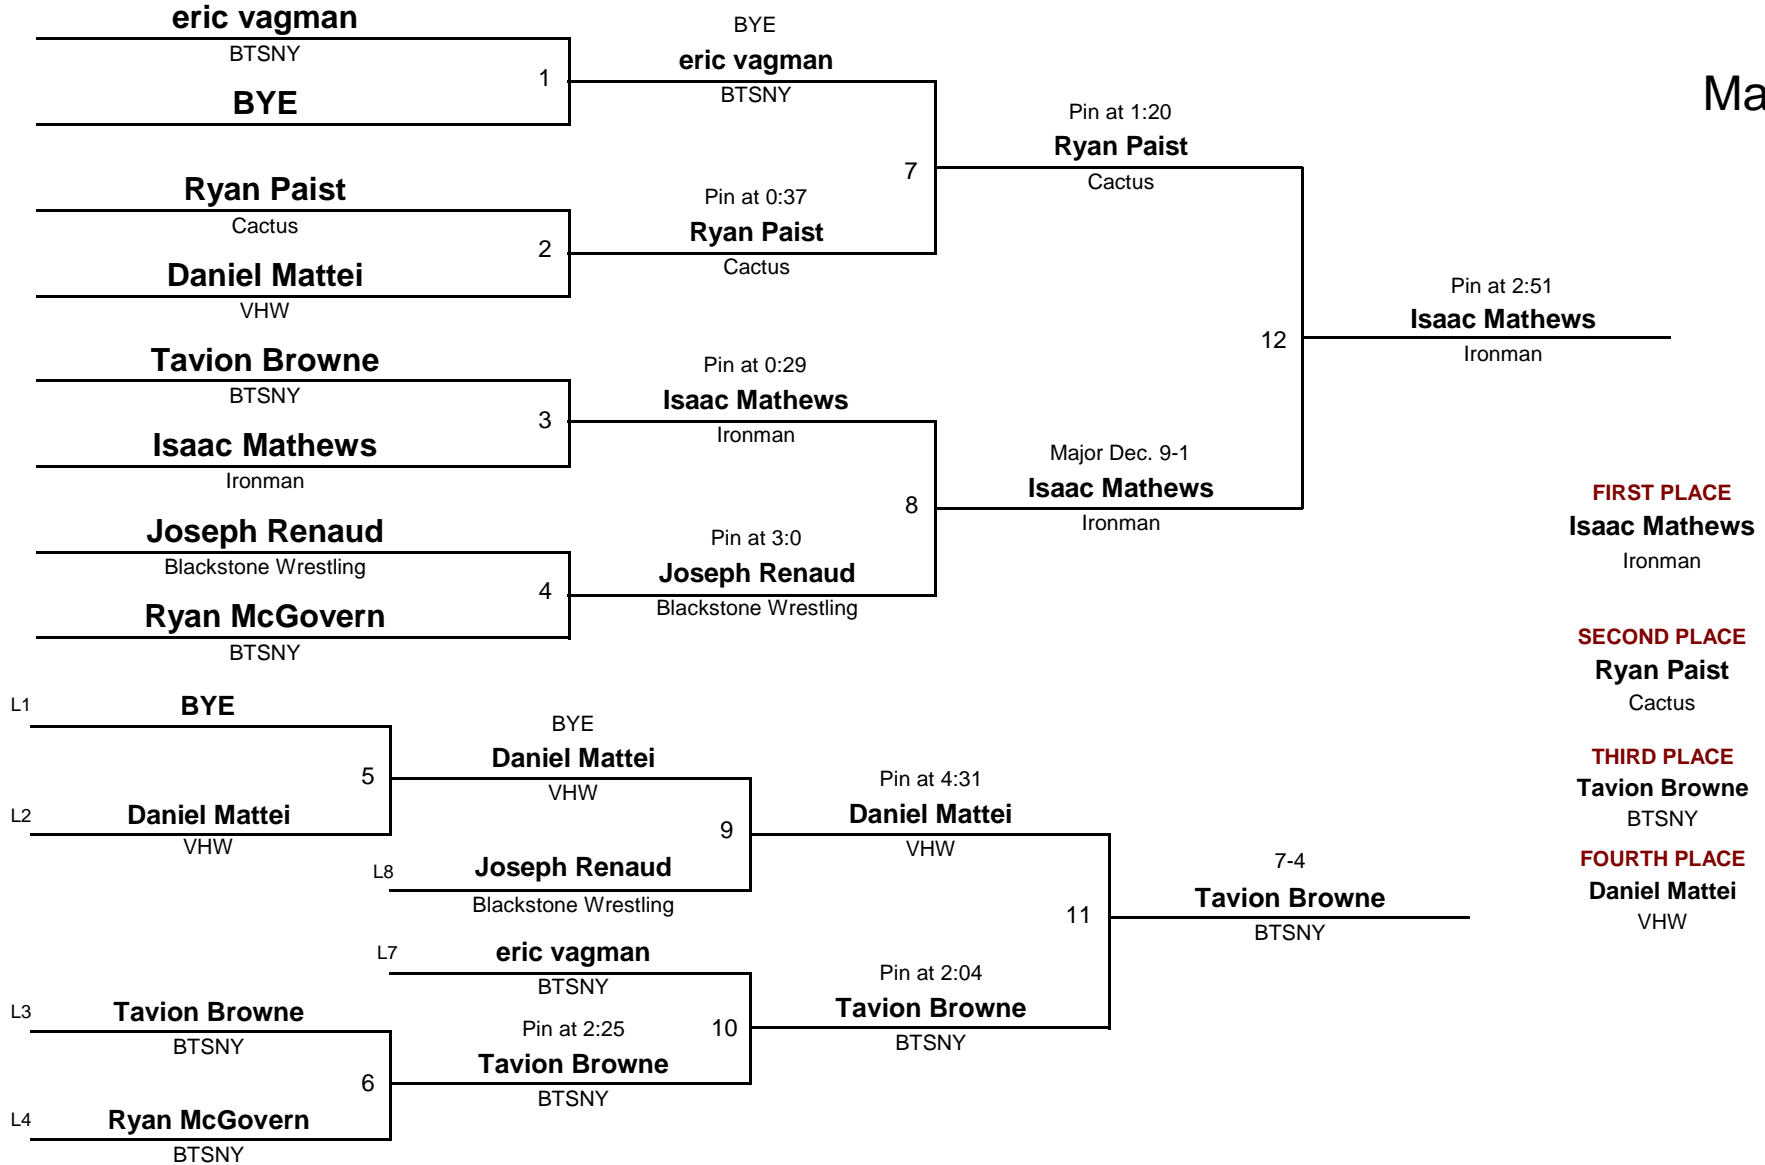 eric vagman
BTSNY
1
BYE
Ryan Paist
Cactus
2
Daniel Mattei
VHW
Tavion Browne
BTSNY
3
Isaac Mathews
Ironman
Joseph Renaud
Blackstone Wrestling
4
Ryan McGovern
BTSNY
BYE
eric vagman
BTSNY
7
Pin at 0:37
Ryan Paist
Cactus
Pin at 0:29
Isaac Mathews
Ironman
8
Pin at 3:0
Joseph Renaud
Blackstone Wrestling
Pin at 1:20
Ryan Paist
Cactus
12
Major Dec. 9-1
Isaac Mathews
Ironman
Pin at 2:51
Isaac Mathews
Ironman
Ma
FIRST PLACE
Isaac Mathews
Ironman
SECOND PLACE
Ryan Paist
Cactus
THIRD PLACE
Tavion Browne
BTSNY
FOURTH PLACE
Daniel Mattei
VHW
L1
BYE
5
L2
Daniel Mattei
VHW
BYE
Daniel Mattei
VHW
9
L8
Joseph Renaud
Blackstone Wrestling
L7
eric vagman
BTSNY
10
L3
Tavion Browne
BTSNY
6
L4
Ryan McGovern
BTSNY
Pin at 2:25
Tavion Browne
BTSNY
Pin at 4:31
Daniel Mattei
VHW
11
Pin at 2:04
Tavion Browne
BTSNY
7-4
Tavion Browne
BTSNY